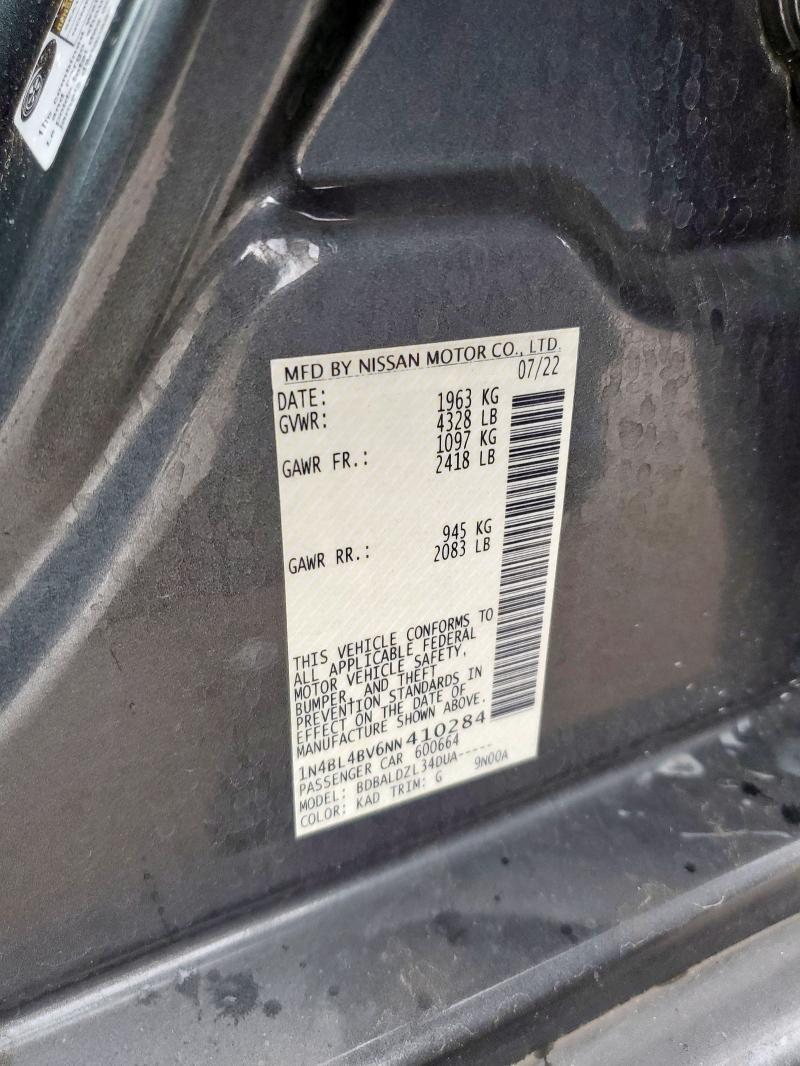 MFD BY NISSAN MOTOR CO., LTD.
DATE: 07/22
GVWR: 1963 KG
4328 LB
GAWR FR.: 1097 KG
2418 LB
GAWR RR.: 945 KG
2083 LB
THIS VEHICLE CONFORMS TO
ALL APPLICABLE FEDERAL
MOTOR VEHICLE SAFETY,
BUMPER, AND THEFT
PREVENTION STANDARDS IN
EFFECT ON THE DATE OF
MANUFACTURE SHOWN ABOVE.
1N4BL4BV6NN410284
PASSENGER CAR 600664
MODEL: BDBALDZL34DUA-----
COLOR: KAD TRIM: G 9N00A